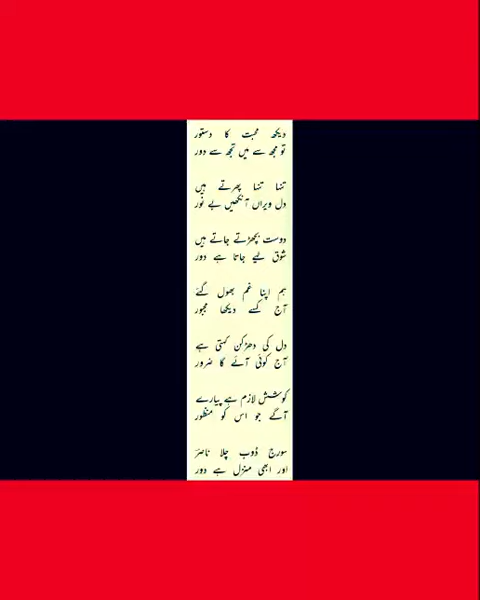 دیکھ محبت کا دستور
تو مجھ سے میں تجھ سے دور
تنہا تنہا پھرتے ہیں
دل ویراں آنکھیں بے نور
دوست بچھڑتے جاتے ہیں
شوق لیے جاتا ہے دور
ہم اپنا غم بھول گئے
آج کسے دیکھا مجبور
دل کی دھڑکن کہتی ہے
آج کوئی آئے گا ضرور
کوشش لازم ہے پیارے
آگے جو اس کو منظور
سورج ڈوب چلا ناصرؔ
اور ابھی منزل ہے دور